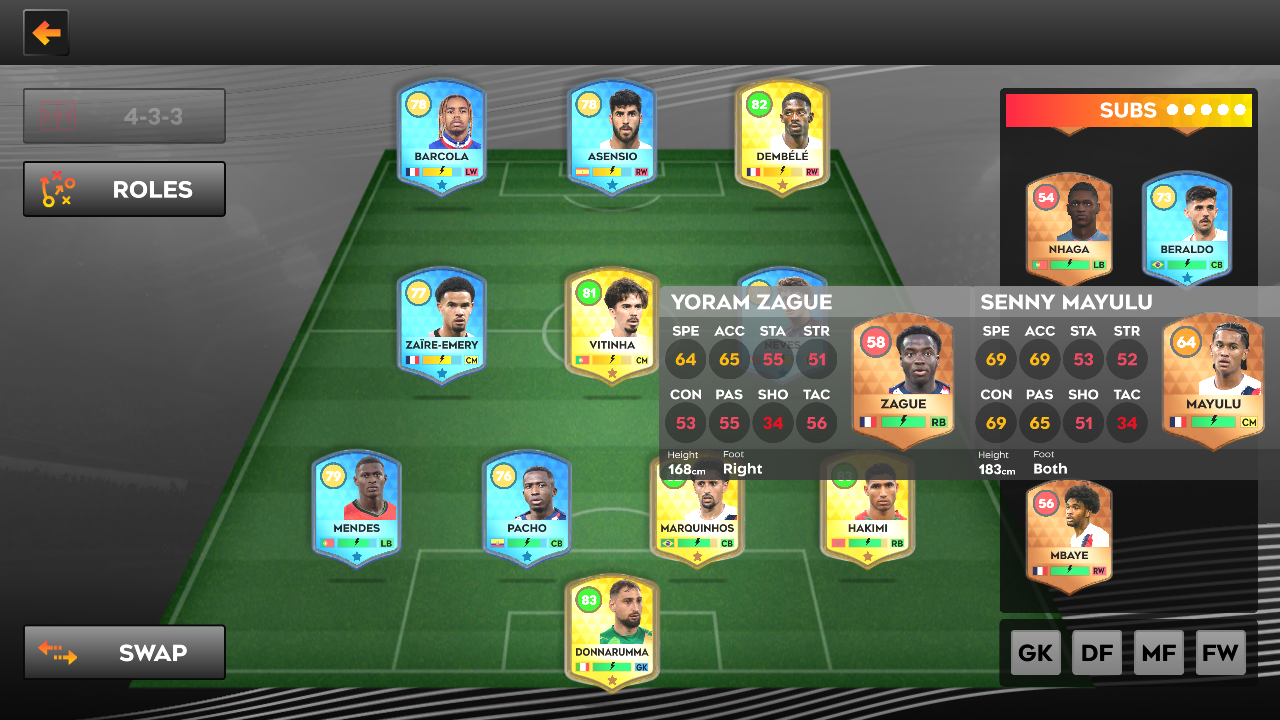 4-3-3
ROLES
SUBS
78
BARCOLA
LW
78
ASENSIO
RW
82
DEMBÉLÉ
RW
54
NHAGA
LB
73
BERALDO
CB
77
ZAÏRE-EMERY
CM
81
VITINHA
CM
NEVES
YORAM ZAGUE
SPE ACC STA STR
64 65 55 51
CON PAS SHO TAC
53 55 34 56
Height Foot
168cm Right
58
ZAGUE
RB
SENNY MAYULU
SPE ACC STA STR
69 69 53 52
CON PAS SHO TAC
69 65 51 34
Height Foot
183cm Both
64
MAYULU
CM
79
MENDES
LB
76
PACHO
CB
MARQUINHOS
CB
HAKIMI
RB
56
MBAYE
RW
83
DONNARUMMA
GK
SWAP
GK DF MF FW